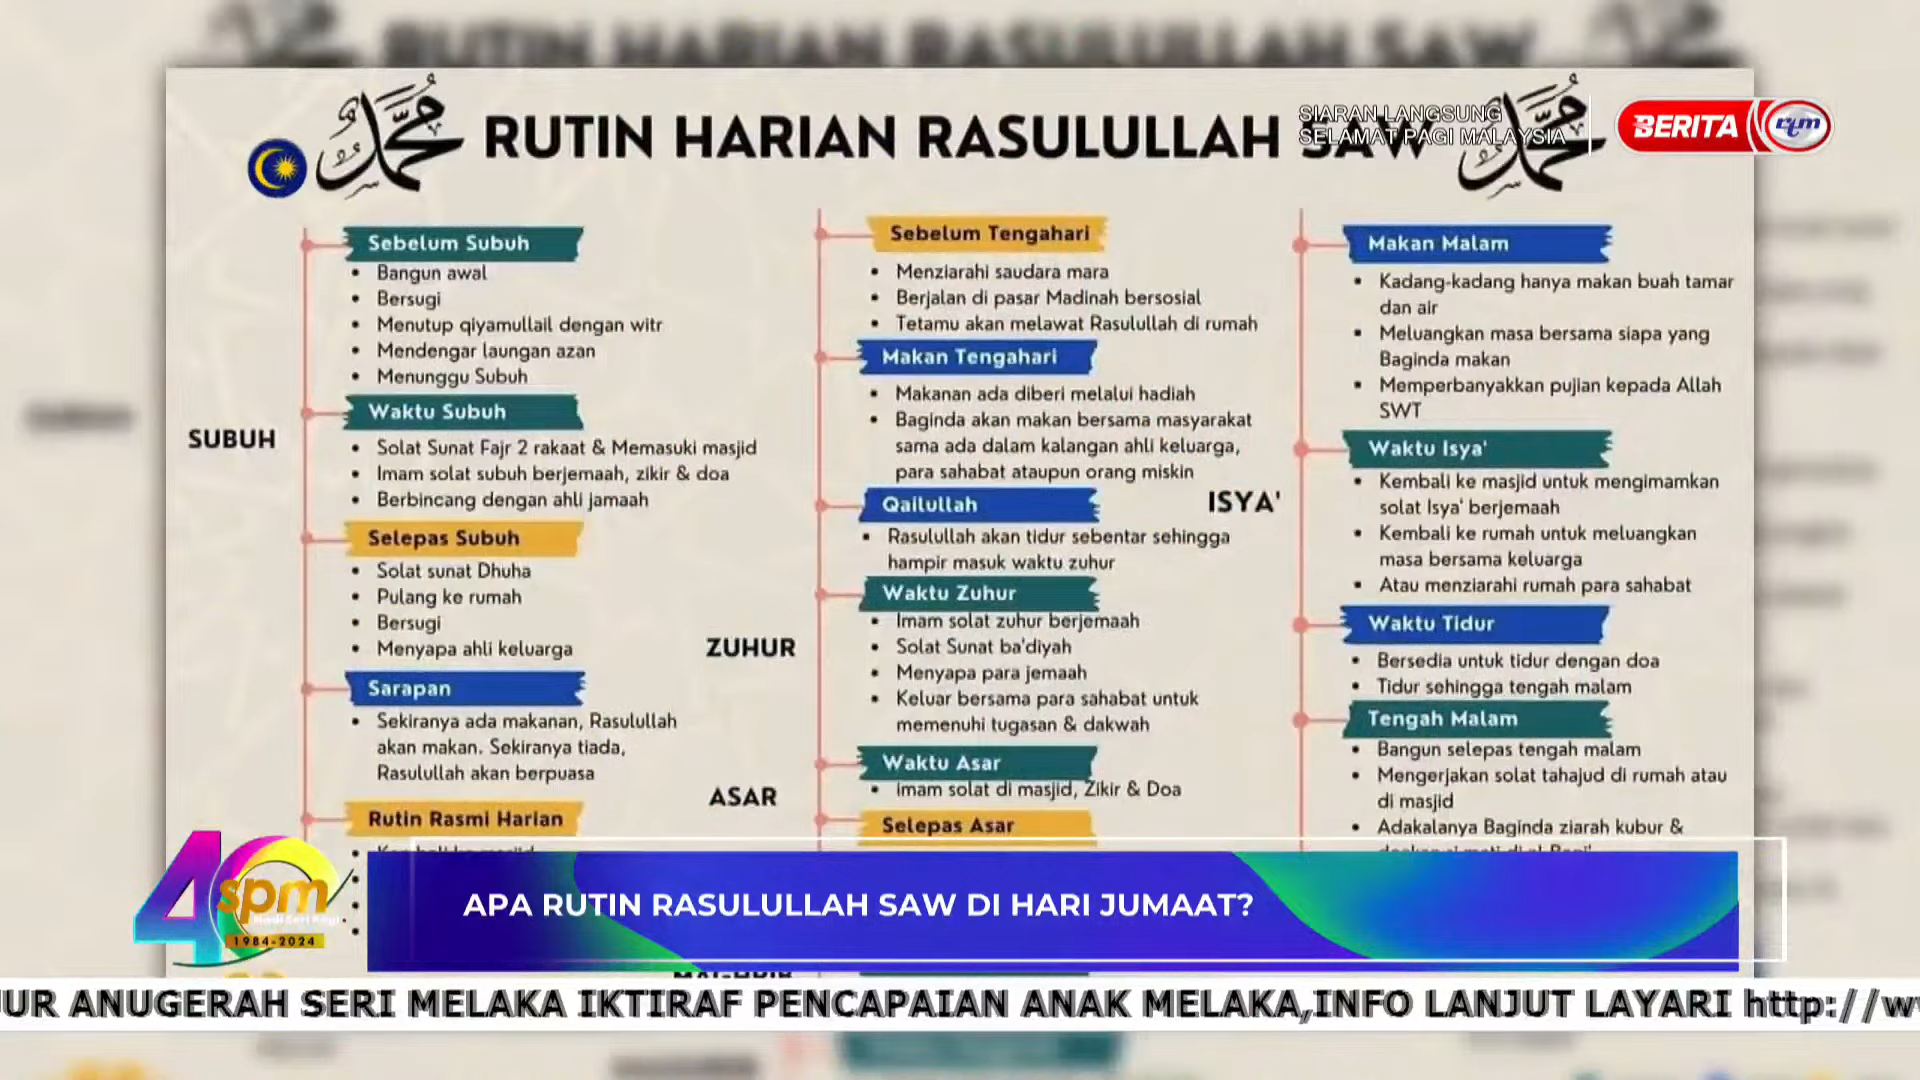 RUTIN HARIAN RASULULLAH SAW
محمد
محمد
SIARAN LANGSUNG
SELAMAT PAGI MALAYSIA
BERITA rtm
SUBUH
Sebelum Subuh
• Bangun awal
• Bersugi
• Menutup qiyamullail dengan witr
• Mendengar laungan azan
• Menunggu Subuh
Waktu Subuh
• Solat Sunat Fajr 2 rakaat & Memasuki masjid
• Imam solat subuh berjemaah, zikir & doa
• Berbincang dengan ahli jamaah
Selepas Subuh
• Solat sunat Dhuha
• Pulang ke rumah
• Bersugi
• Menyapa ahli keluarga
Sarapan
• Sekiranya ada makanan, Rasulullah
akan makan. Sekiranya tiada,
Rasulullah akan berpuasa
Rutin Rasmi Harian
Sebelum Tengahari
• Menziarahi saudara mara
• Berjalan di pasar Madinah bersosial
• Tetamu akan melawat Rasulullah di rumah
Makan Tengahari
• Makanan ada diberi melalui hadiah
• Baginda akan makan bersama masyarakat
sama ada dalam kalangan ahli keluarga,
para sahabat ataupun orang miskin
Qailullah
• Rasulullah akan tidur sebentar sehingga
hampir masuk waktu zuhur
ZUHUR
Waktu Zuhur
• Imam solat zuhur berjemaah
• Solat Sunat ba'diyah
• Menyapa para jemaah
• Keluar bersama para sahabat untuk
memenuhi tugasan & dakwah
ASAR
Waktu Asar
• imam solat di masjid, Zikir & Doa
Selepas Asar
Makan Malam
• Kadang-kadang hanya makan buah tamar
dan air
• Meluangkan masa bersama siapa yang
Baginda makan
• Memperbanyakkan pujian kepada Allah
SWT
ISYA'
Waktu Isya'
• Kembali ke masjid untuk mengimamkan
solat Isya' berjemaah
• Kembali ke rumah untuk meluangkan
masa bersama keluarga
• Atau menziarahi rumah para sahabat
Waktu Tidur
• Bersedia untuk tidur dengan doa
• Tidur sehingga tengah malam
Tengah Malam
• Bangun selepas tengah malam
• Mengerjakan solat tahajud di rumah atau
di masjid
• Adakalanya Baginda ziarah kubur &
40 spm
1984-2024
APA RUTIN RASULULLAH SAW DI HARI JUMAAT?
ANUGERAH SERI MELAKA IKTIRAF PENCAPAIAN ANAK MELAKA,INFO LANJUT LAYARI http://w